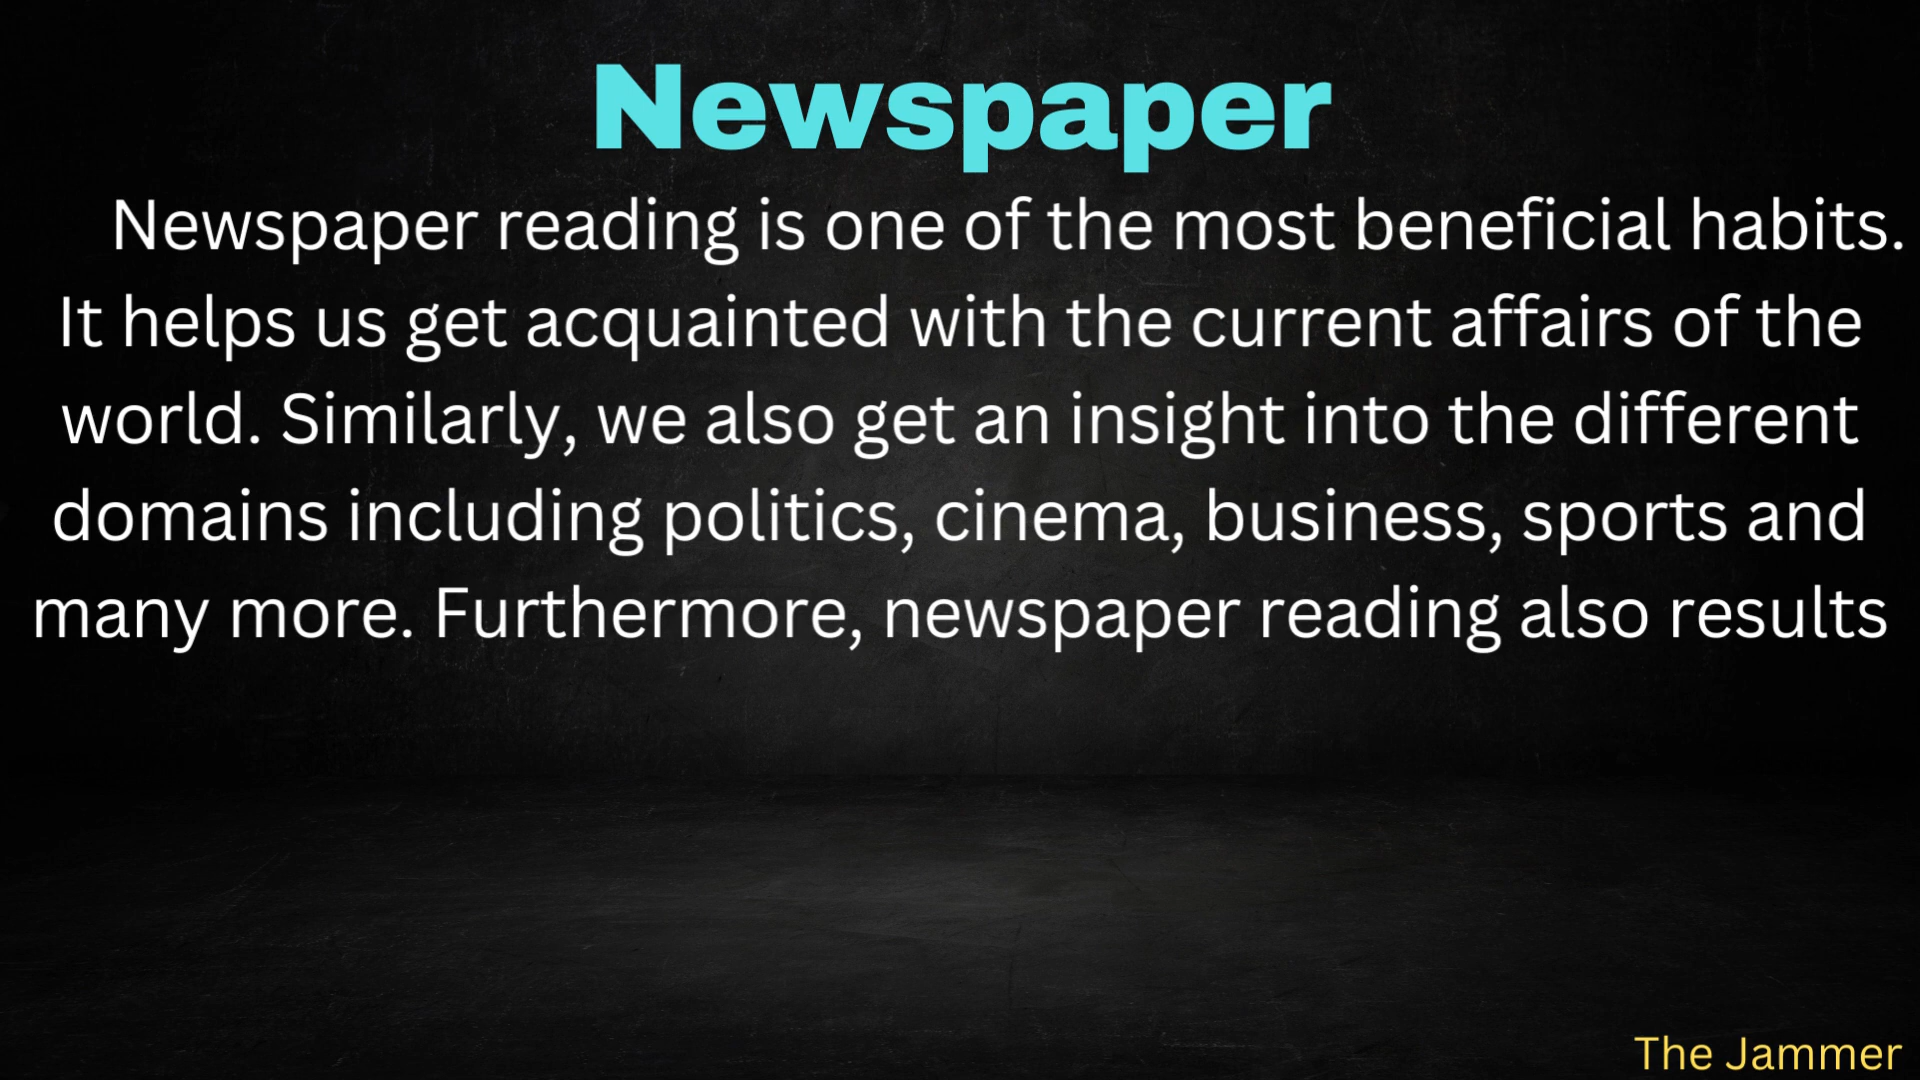 Newspaper
Newspaper reading is one of the most beneficial habits.
It helps us get acquainted with the current affairs of the
world. Similarly, we also get an insight into the different
domains including politics, cinema, business, sports and
many more. Furthermore, newspaper reading also results
The Jammer